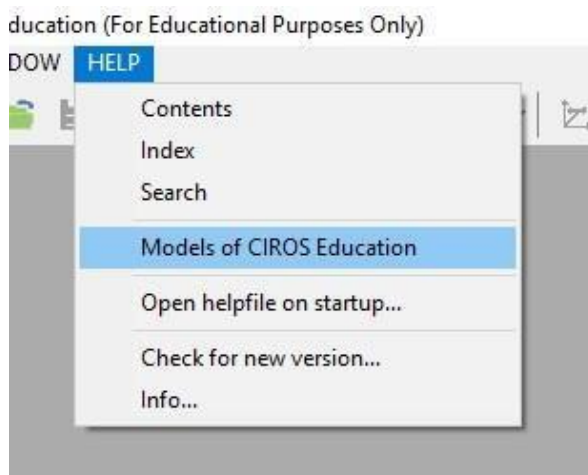 ducation (For Educational Purposes Only)
DOW HELP
Contents
Index
Search
Models of CIROS Education
Open helpfile on startup...
Check for new version...
Info...